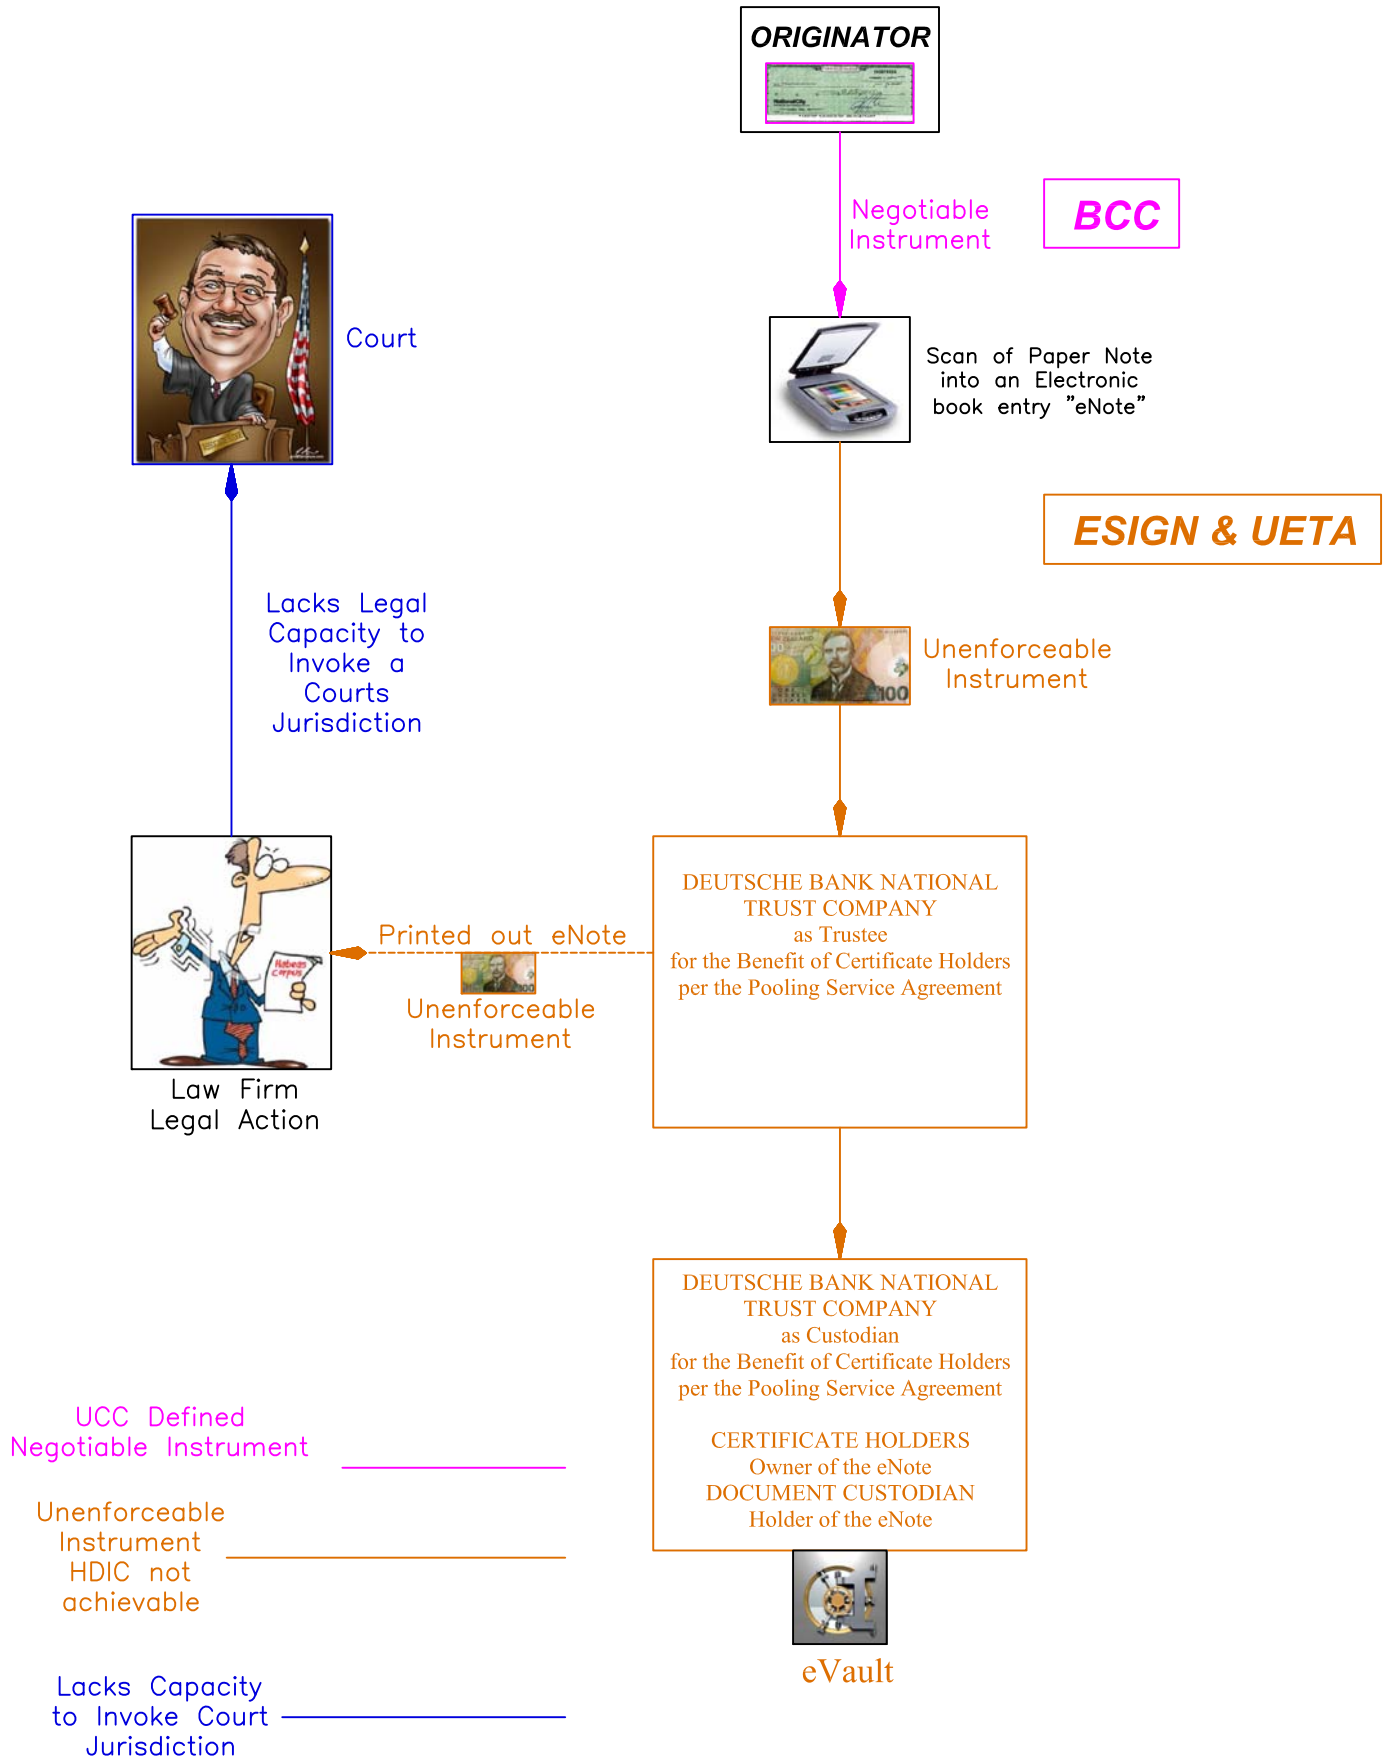 ORIGINATOR
NationalCity
Negotiable
Instrument
BCC
Court
Scan of Paper Note
into an Electronic
book entry "eNote"
ESIGN & UETA
Lacks Legal
Capacity to
Invoke a
Courts
Jurisdiction
100
Unenforceable
Instrument
DEUTSCHE BANK NATIONAL
TRUST COMPANY
as Trustee
for the Benefit of Certificate Holders
per the Pooling Service Agreement
Habeas
Corpus
Printed out eNote
Unenforceable
Instrument
Law Firm
Legal Action
DEUTSCHE BANK NATIONAL
TRUST COMPANY
as Custodian
for the Benefit of Certificate Holders
per the Pooling Service Agreement
CERTIFICATE HOLDERS
Owner of the eNote
DOCUMENT CUSTODIAN
Holder of the eNote
eVault
UCC Defined
Negotiable Instrument
Unenforceable
Instrument
HDIC not
achievable
Lacks Capacity
to Invoke Court
Jurisdiction